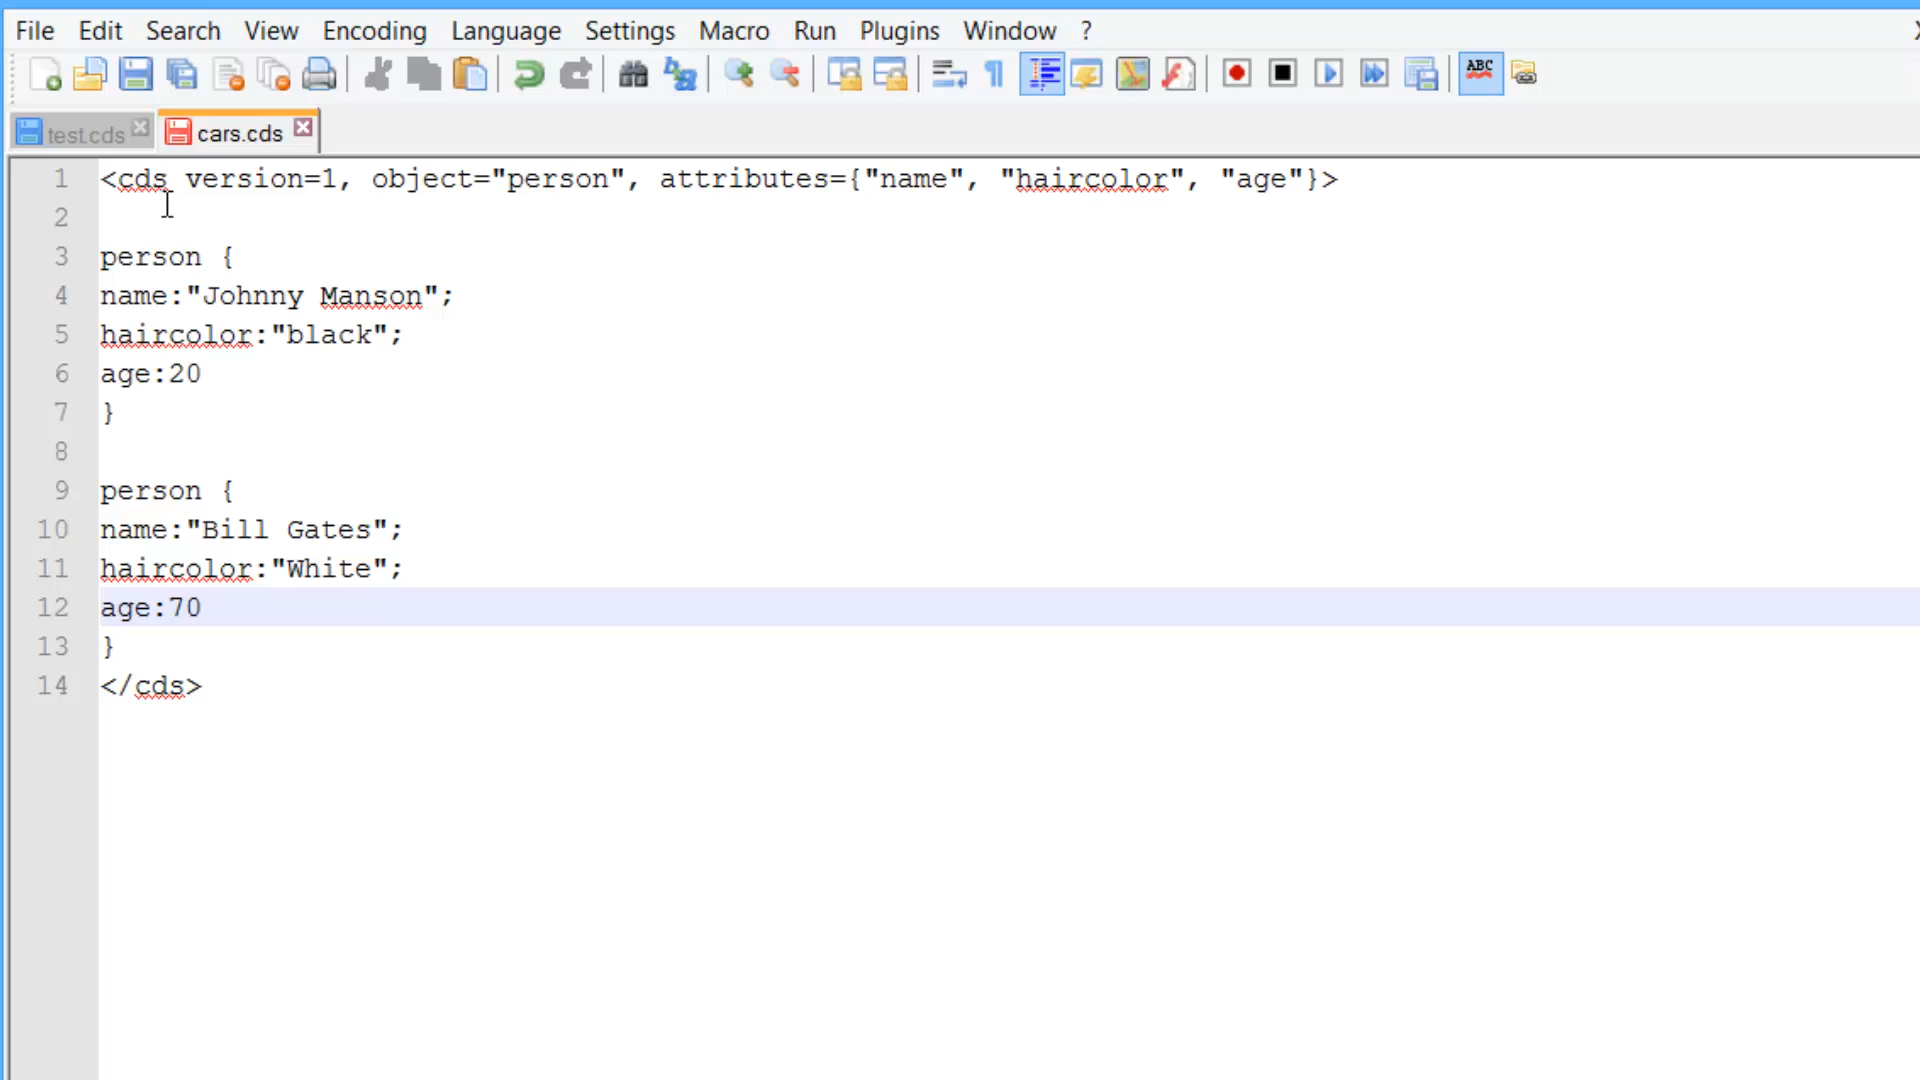 File Edit Search View Encoding Language Settings Macro Run Plugins Window ?
ABC
test.cds cars.cds
1 <cds version=1, object="person", attributes={"name", "haircolor", "age"}>
2
3 person {
4 name:"Johnny Manson";
5 haircolor:"black";
6 age:20
7 }
8
9 person {
10 name:"Bill Gates";
11 haircolor:"White";
12 age:70
13 }
14 </cds>